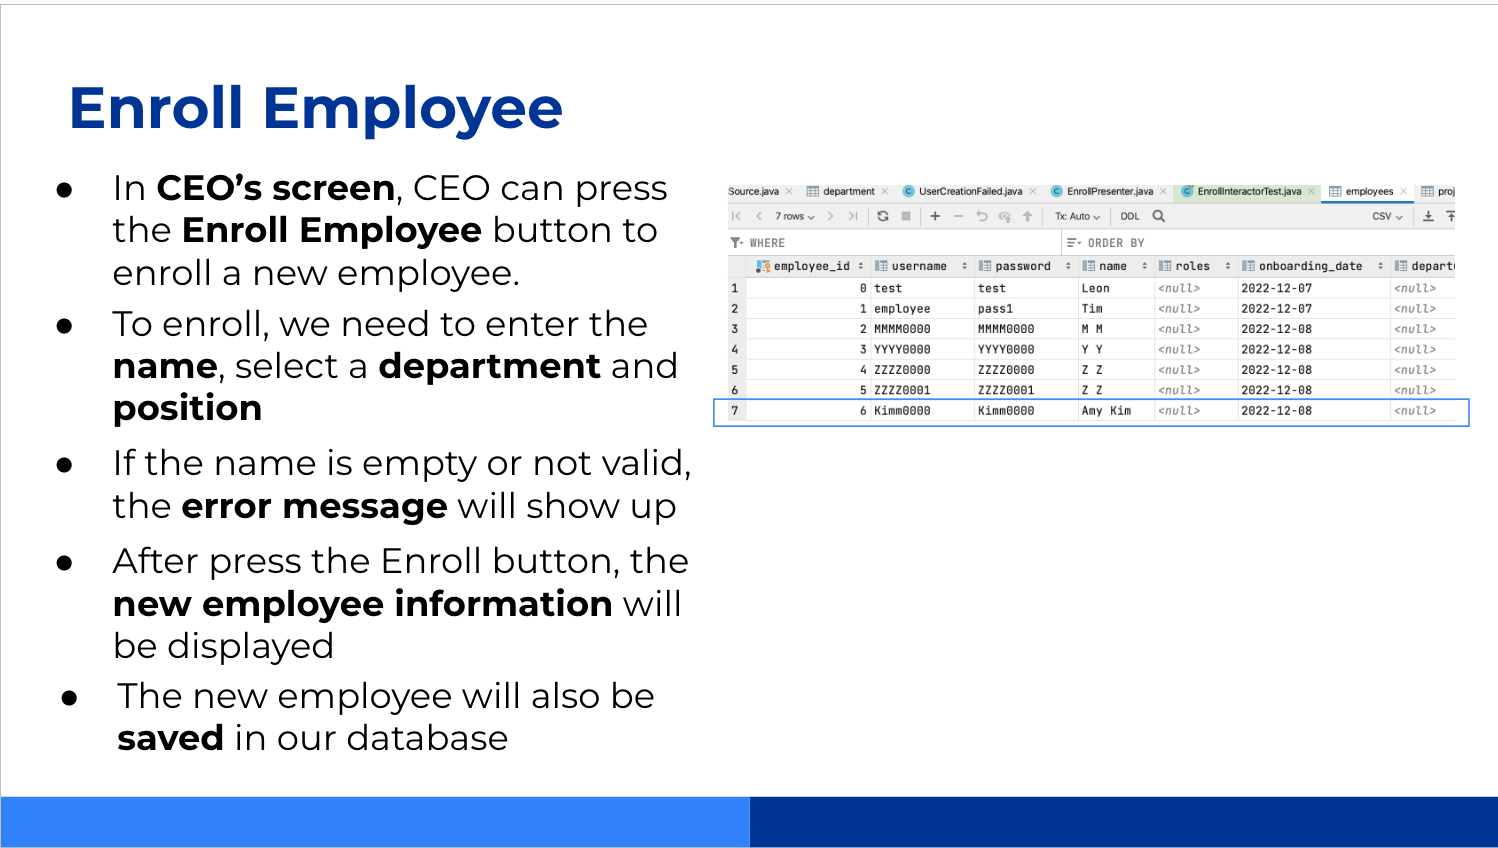 Enroll Employee
● In CEO’s screen, CEO can press
the Enroll Employee button to
enroll a new employee.
● To enroll, we need to enter the
name, select a department and
position
● If the name is empty or not valid,
the error message will show up
● After press the Enroll button, the
new employee information will
be displayed
● The new employee will also be
saved in our database
Source.java department UserCreationFailed.java EnrollPresenter.java EnrollInteractorTest.java employees proj
7 rows Tx: Auto DDL CSV
WHERE ORDER BY
employee_id username password name roles onboarding_date depart
1 0 test test Leon <null> 2022-12-07 <null>
2 1 employee pass1 Tim <null> 2022-12-07 <null>
3 2 MMMM0000 MMMM0000 M M <null> 2022-12-08 <null>
4 3 YYYY0000 YYYY0000 Y Y <null> 2022-12-08 <null>
5 4 ZZZZ0000 ZZZZ0000 Z Z <null> 2022-12-08 <null>
6 5 ZZZZ0001 ZZZZ0001 Z Z <null> 2022-12-08 <null>
7 6 Kimm0000 Kimm0000 Amy Kim <null> 2022-12-08 <null>